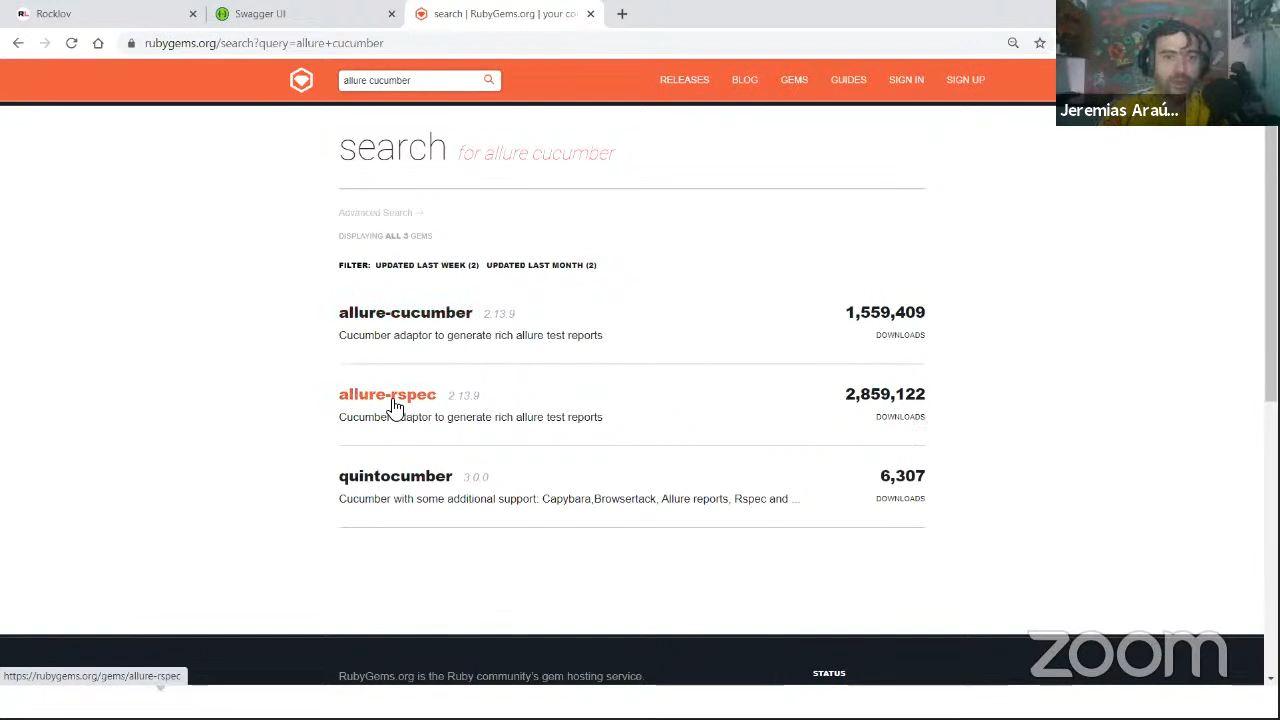 Rocklov
Swagger UI
search | RubyGems.org | your co
rubygems.org/search?query=allure+cucumber
allure cucumber
RELEASES BLOG GEMS GUIDES SIGN IN SIGN UP
Jeremias Araú...
search for allure cucumber
Advanced Search →
DISPLAYING ALL 3 GEMS
FILTER: UPDATED LAST WEEK (2) UPDATED LAST MONTH (2)
allure-cucumber 2.13.9 1,559,409
Cucumber adaptor to generate rich allure test reports DOWNLOADS
allure-rspec 2.13.9 2,859,122
Cucumber adaptor to generate rich allure test reports DOWNLOADS
quintocumber 3.0.0 6,307
Cucumber with some additional support: Capybara,Browsertack, Allure reports, Rspec and ... DOWNLOADS
zoom
https://rubygems.org/gems/allure-rspec
RubyGems.org is the Ruby community's gem hosting service. STATUS